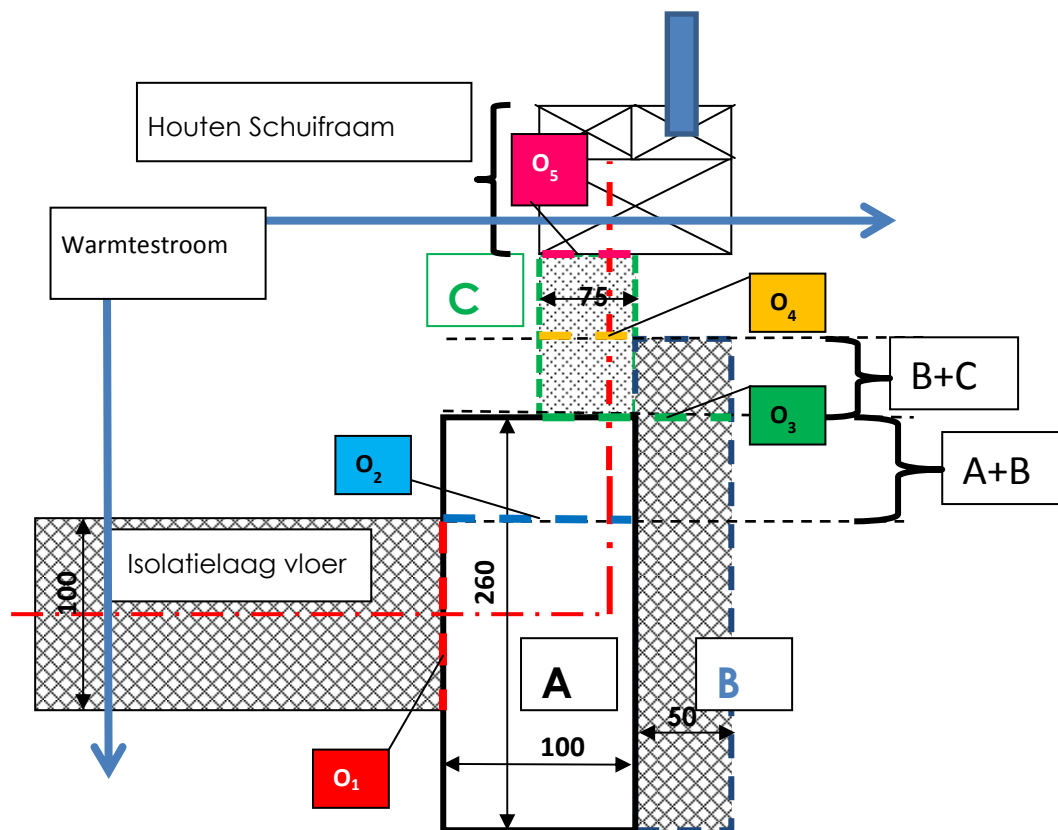 Houten Schuifraam
O5
Warmtestroom
C
75
O4
B+C
O3
O2
A+B
Isolatielaag vloer
100
260
A
B
50
100
O1